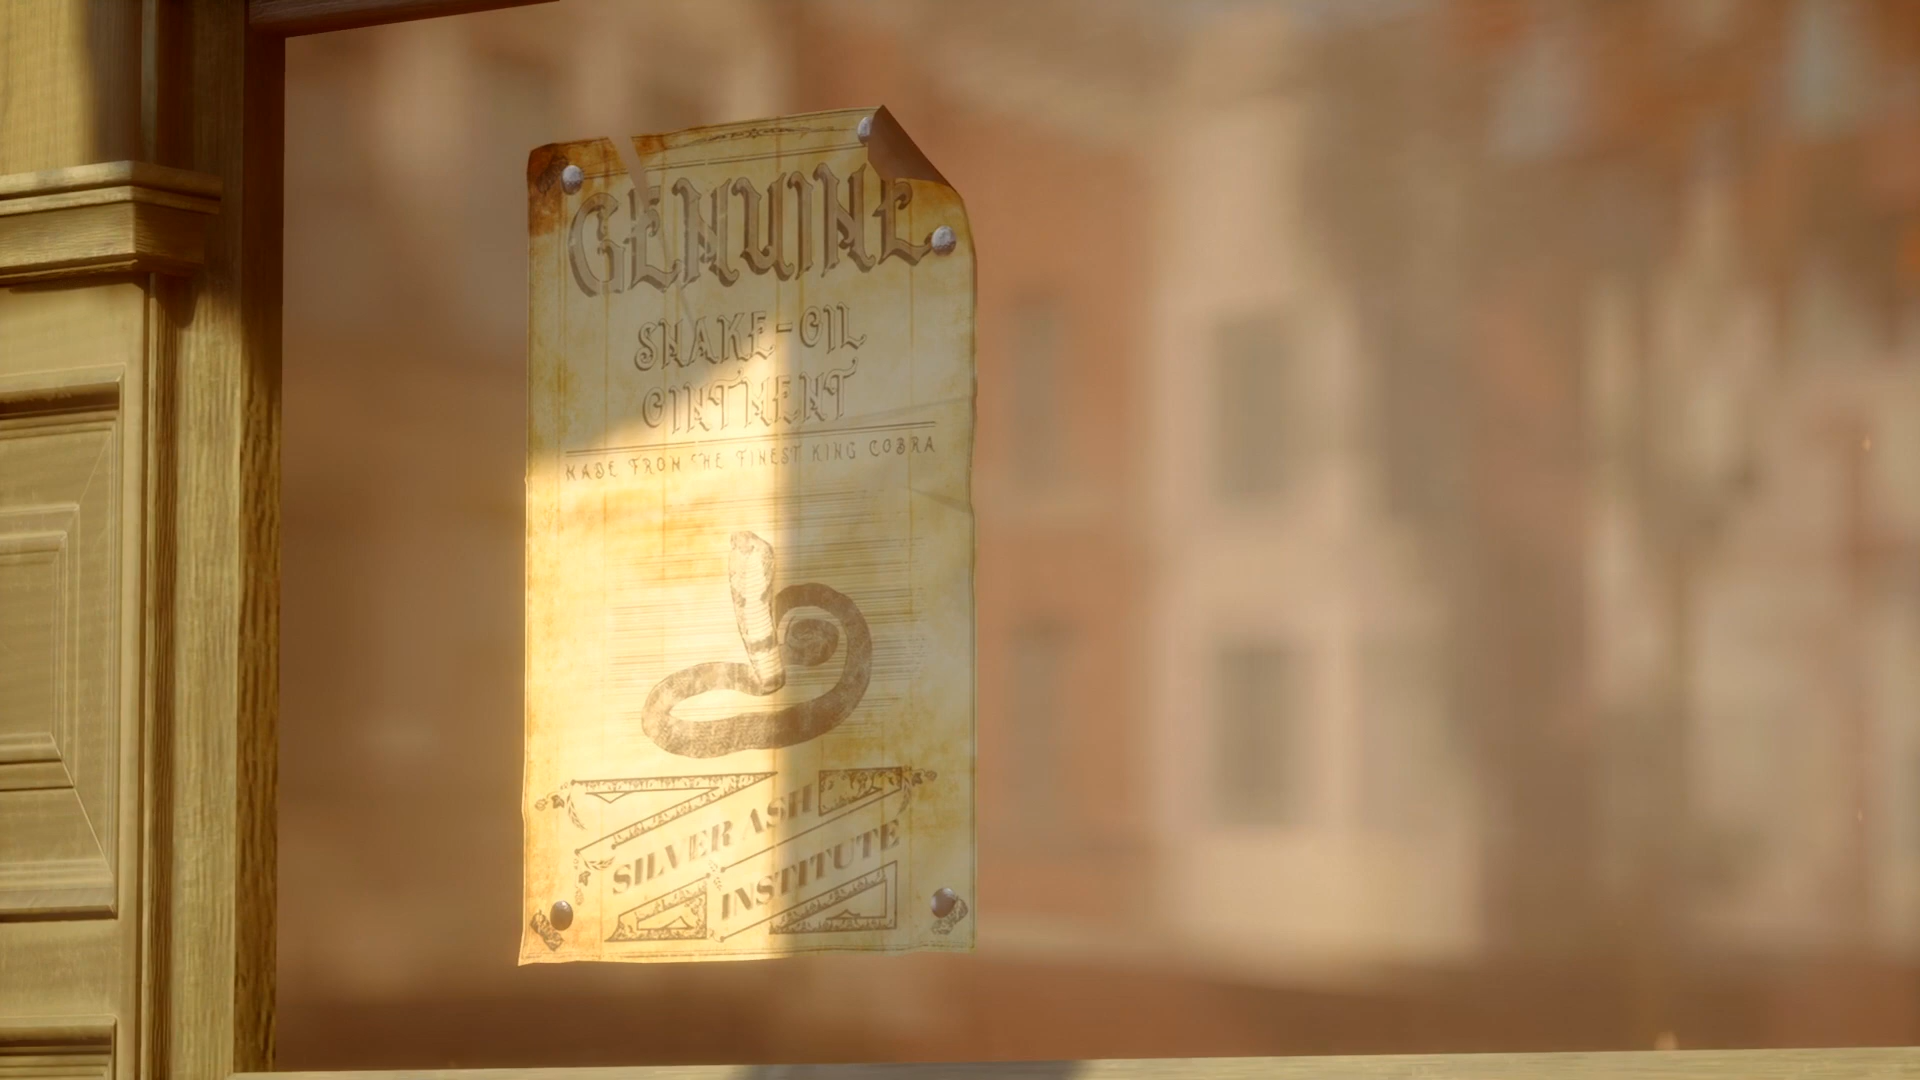 GENUINE
SNAKE-OIL
OINTMENT
MADE FROM THE FINEST KING COBRA
SILVER ASH
INSTITUTE